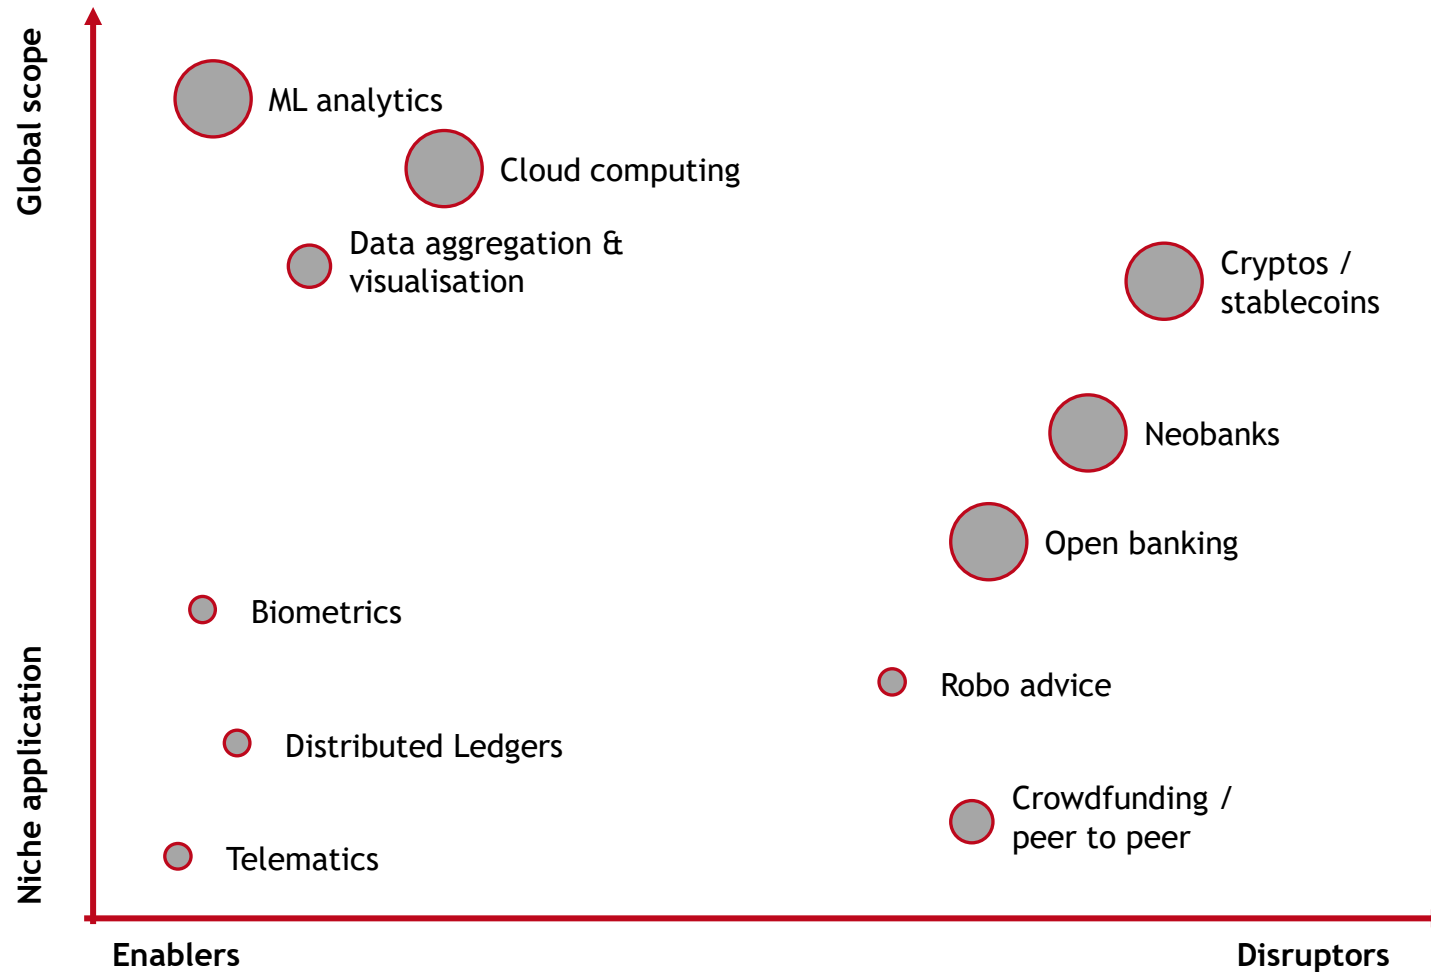 Global scope
ML analytics
Cloud computing
Data aggregation &
visualisation
Cryptos /
stablecoins
Neobanks
Open banking
Biometrics
Niche application
Robo advice
Distributed Ledgers
Crowdfunding /
peer to peer
Telematics
Enablers
Disruptors